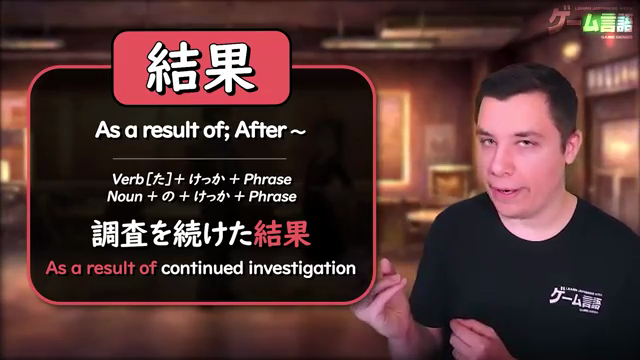 結果
As a result of; After ~
Verb [た] + けっか + Phrase
Noun + の + けっか + Phrase
調査を続けた結果
As a result of continued investigation
ゲーム言語
ゲーム言語